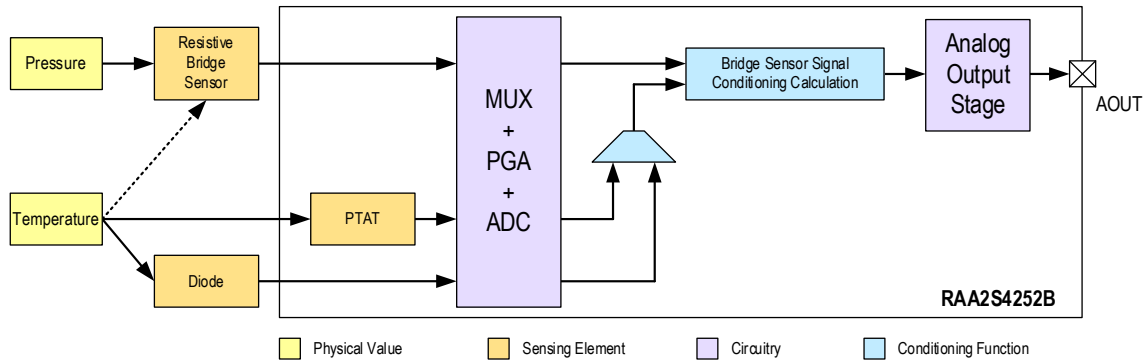 Pressure
Resistive
Bridge
Sensor
MUX
+
PGA
+
ADC
Bridge Sensor Signal
Conditioning Calculation
Analog
Output
Stage
AOUT
Temperature
PTAT
Diode
RAA2S4252B
Physical Value
Sensing Element
Circuitry
Conditioning Function